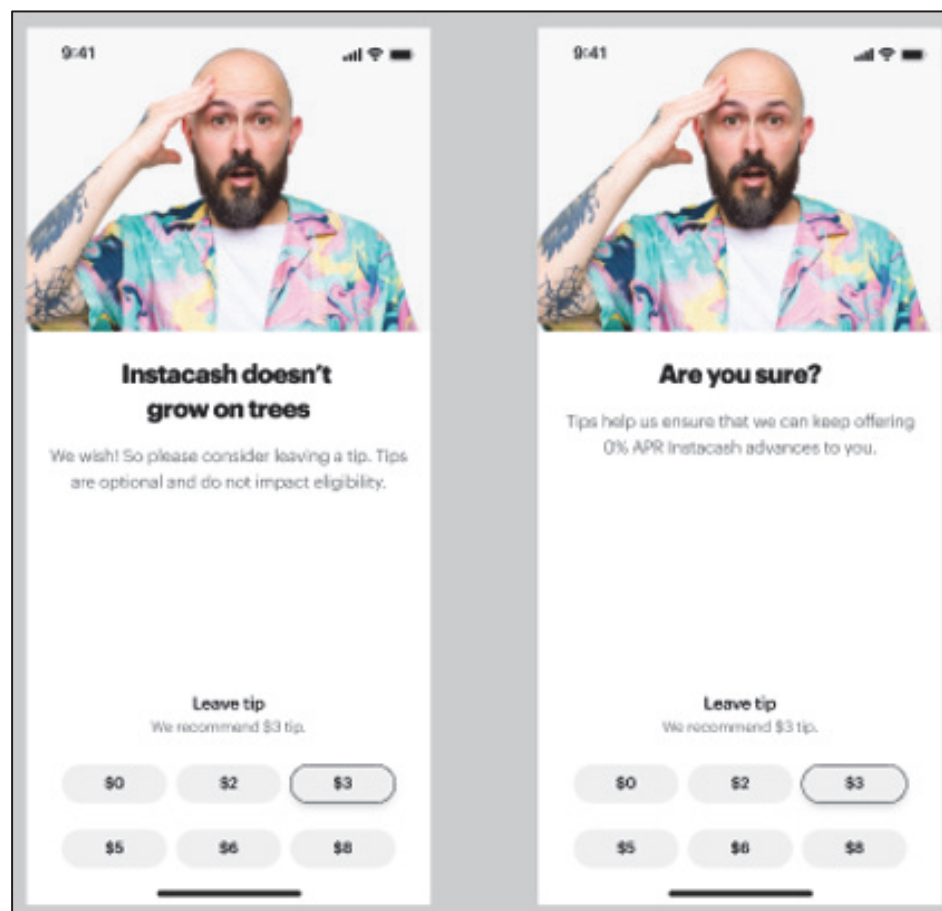 9:41
Instacash doesn't
grow on trees
We wish! So please consider leaving a tip. Tips
are optional and do not impact eligibility.
Leave tip
We recommend $3 tip.
$0 $2 $3
$5 $6 $8
9:41
Are you sure?
Tips help us ensure that we can keep offering
0% APR Instacash advances to you.
Leave tip
We recommend $3 tip.
$0 $2 $3
$5 $6 $8